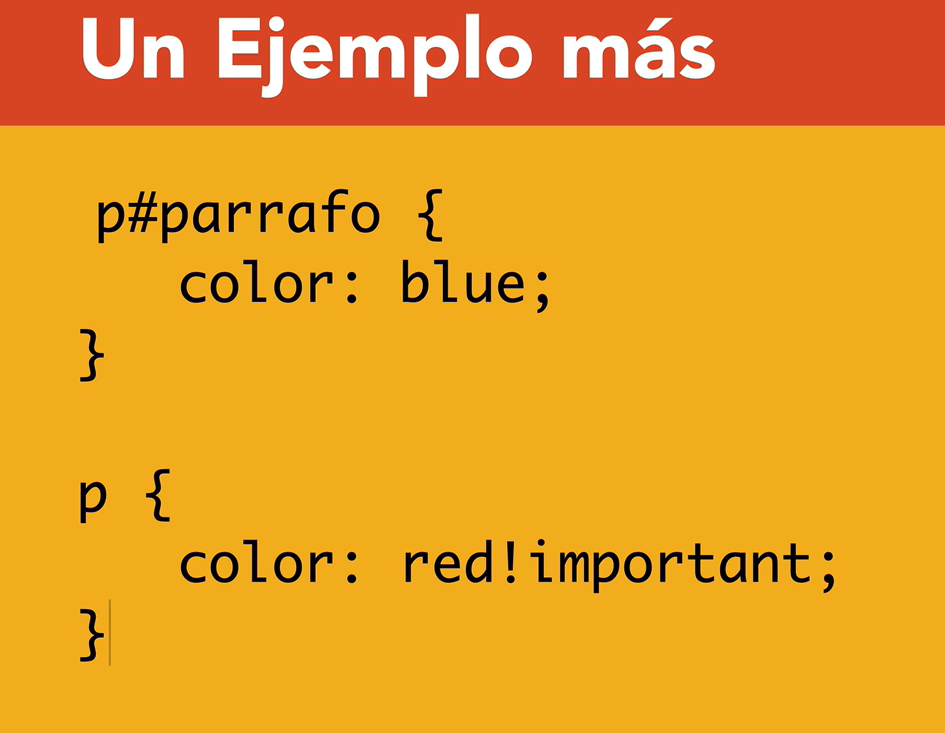 Un Ejemplo más
p#parrafo {
color: blue;
}
p {
color: red!important;
}